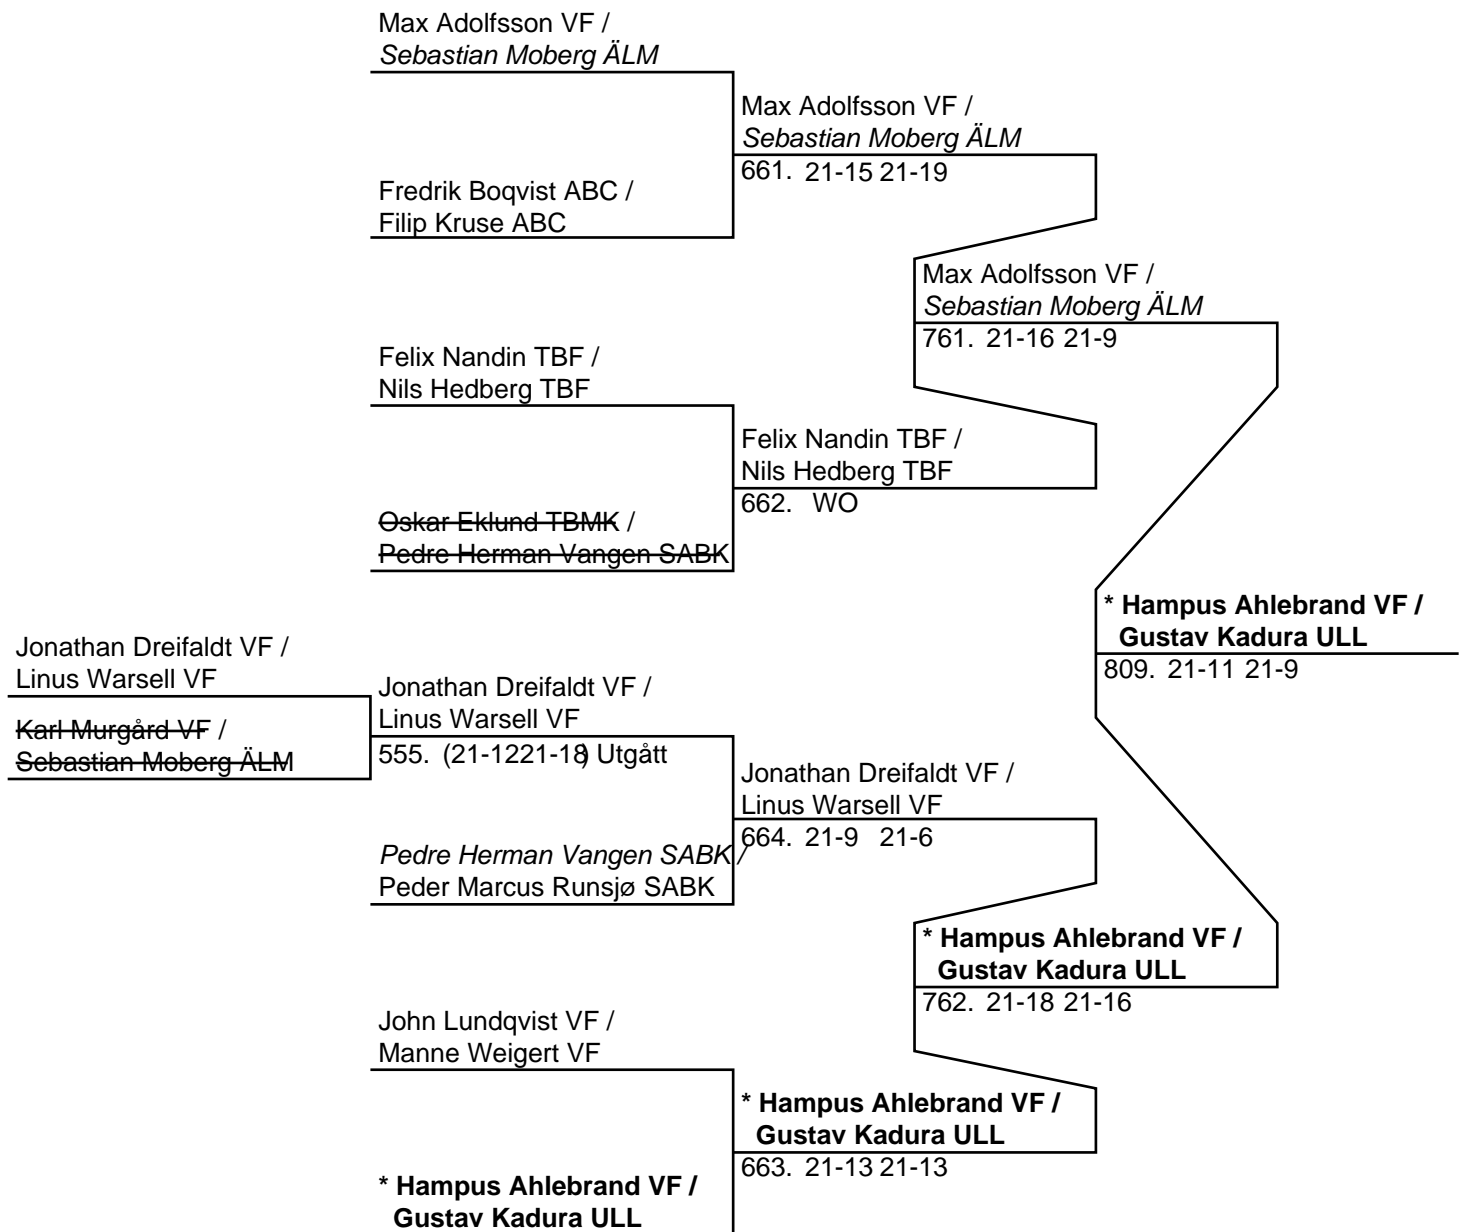 Max Adolfsson VF /
Sebastian Moberg ÄLM
Max Adolfsson VF /
Sebastian Moberg ÄLM
661. 21-15 21-19
Fredrik Boqvist ABC /
Filip Kruse ABC
Max Adolfsson VF /
Sebastian Moberg ÄLM
761. 21-16 21-9
Felix Nandin TBF /
Nils Hedberg TBF
Felix Nandin TBF /
Nils Hedberg TBF
662. WO
Oskar Eklund TBMK /
Pedre Herman Vangen SABK
* Hampus Ahlebrand VF /
Gustav Kadura ULL
809. 21-11 21-9
Jonathan Dreifaldt VF /
Linus Warsell VF
Karl Murgård VF /
Sebastian Moberg ÄLM
Jonathan Dreifaldt VF /
Linus Warsell VF
555. (21-1221-18) Utgått
Jonathan Dreifaldt VF /
Linus Warsell VF
664. 21-9 21-6
Pedre Herman Vangen SABK /
Peder Marcus Runsjø SABK
* Hampus Ahlebrand VF /
Gustav Kadura ULL
762. 21-18 21-16
John Lundqvist VF /
Manne Weigert VF
* Hampus Ahlebrand VF /
Gustav Kadura ULL
663. 21-13 21-13
* Hampus Ahlebrand VF /
Gustav Kadura ULL